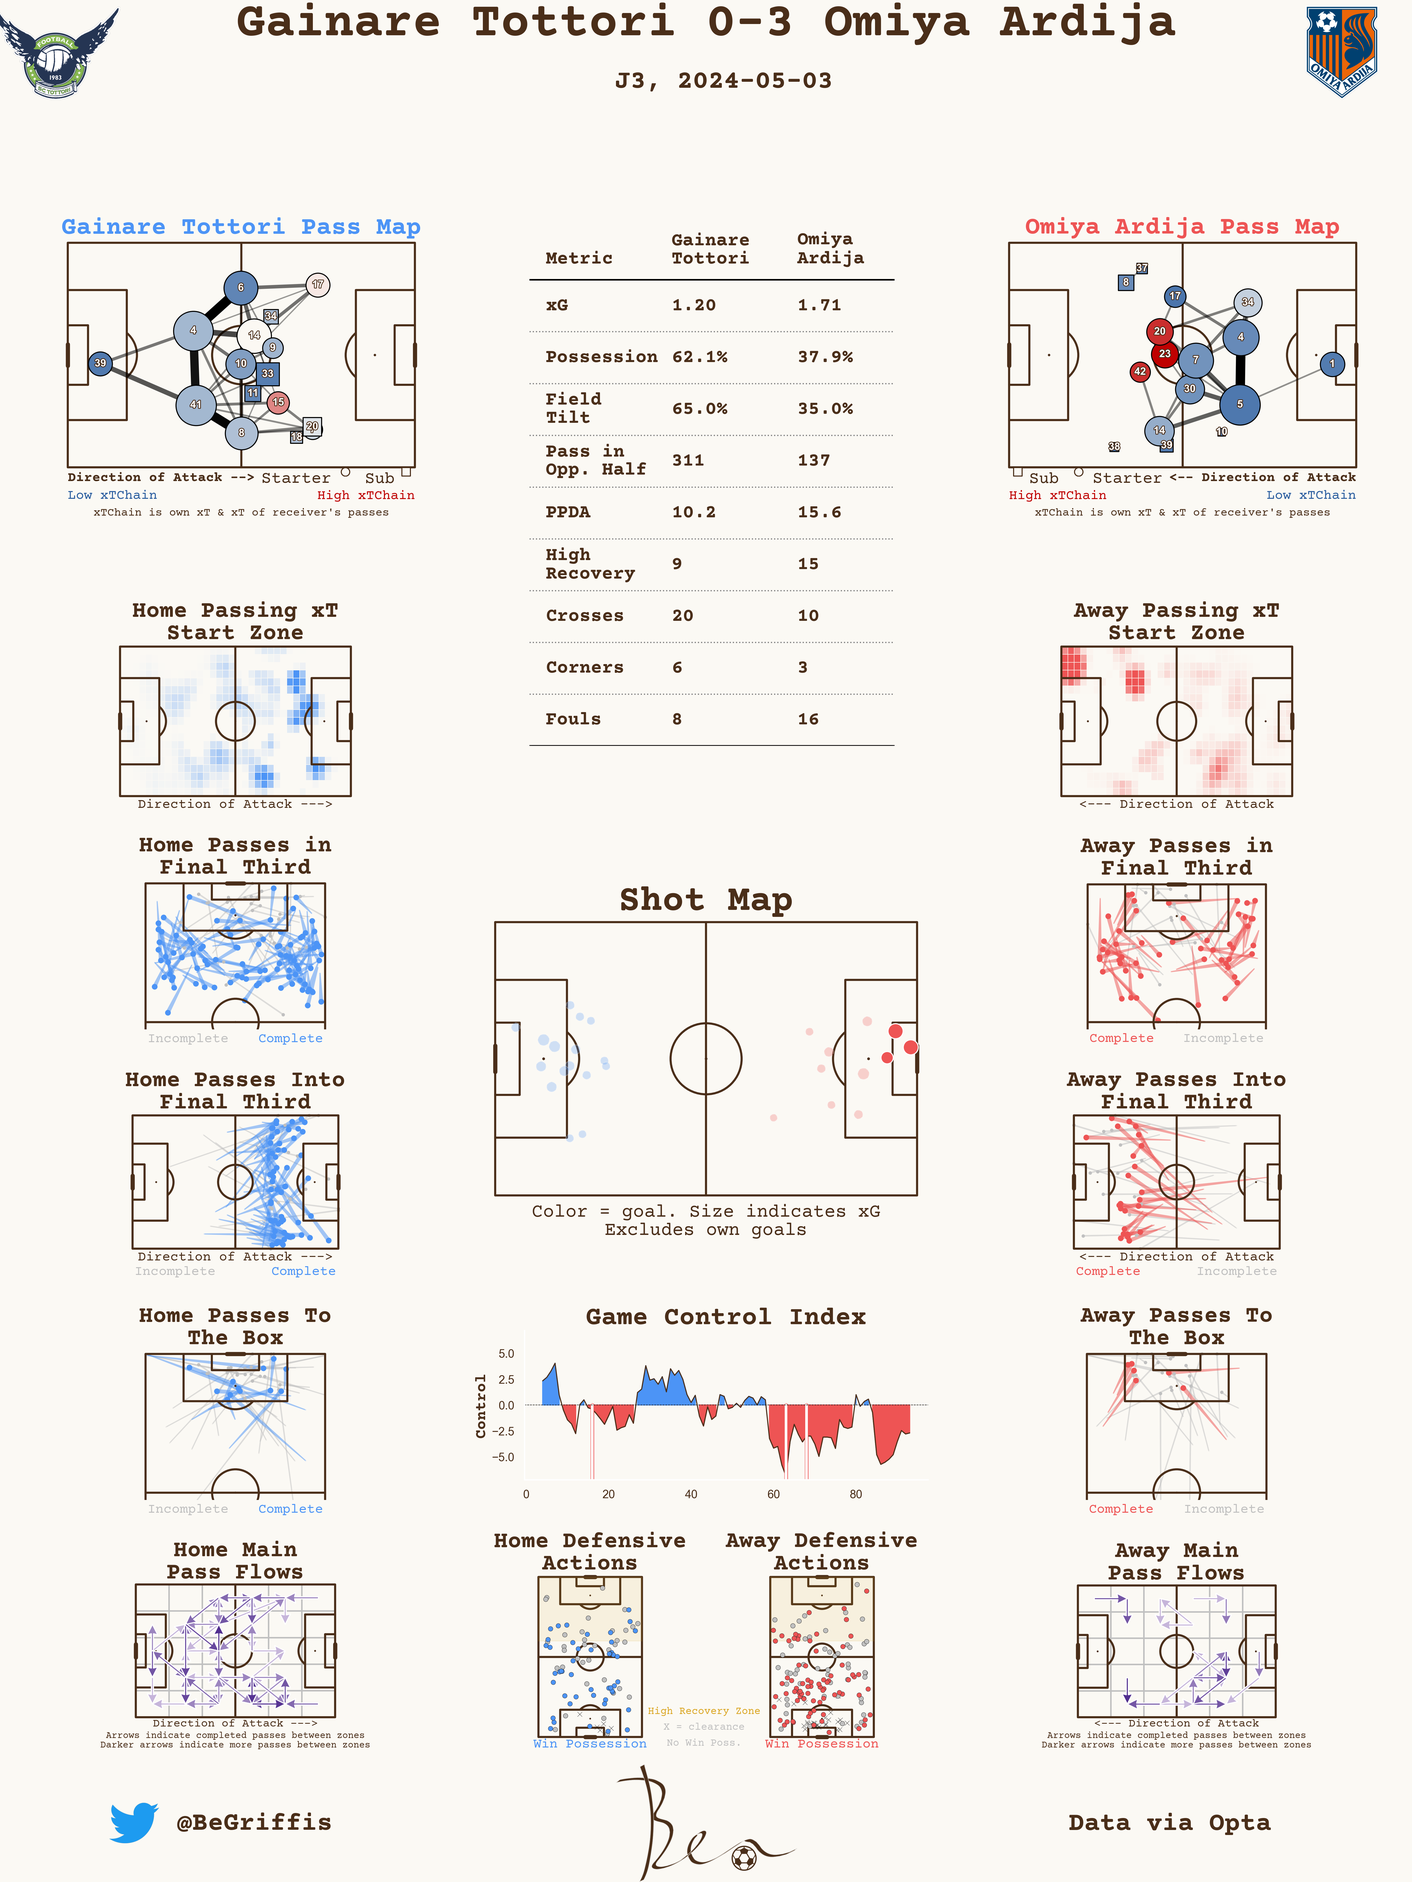 Gainare Tottori 0-3 Omiya Ardija
J3, 2024-05-03
FOOTBALL
1983
SC TOTTORI
OMIYA ARDIJA
Gainare Tottori Pass Map
39
4
41
6
8
14
10
34
9
33
11
15
17
18
20
Direction of Attack --> Starter Sub
Low xTChain High xTChain
xTChain is own xT & xT of receiver's passes
Metric Gainare Tottori Omiya Ardija
xG 1.20 1.71
Possession 62.1% 37.9%
Field Tilt 65.0% 35.0%
Pass in Opp. Half 311 137
PPDA 10.2 15.6
High Recovery 9 15
Crosses 20 10
Corners 6 3
Fouls 8 16
Omiya Ardija Pass Map
37
8
17
34
20
23
4
7
42
30
1
5
14
39
10
38
Sub Starter <-- Direction of Attack
High xTChain Low xTChain
xTChain is own xT & xT of receiver's passes
Home Passing xT
Start Zone
Direction of Attack --->
Away Passing xT
Start Zone
<--- Direction of Attack
Home Passes in
Final Third
Incomplete Complete
Away Passes in
Final Third
Complete Incomplete
Shot Map
Color = goal. Size indicates xG
Excludes own goals
Home Passes Into
Final Third
Direction of Attack --->
Incomplete Complete
Away Passes Into
Final Third
<--- Direction of Attack
Complete Incomplete
Home Passes To
The Box
Incomplete Complete
Game Control Index
Control
5.0
2.5
0.0
−2.5
−5.0
0 20 40 60 80
Away Passes To
The Box
Complete Incomplete
Home Main
Pass Flows
Direction of Attack --->
Arrows indicate completed passes between zones
Darker arrows indicate more passes between zones
Home Defensive
Actions
Win Possession
High Recovery Zone
X = clearance
No Win Poss.
Away Defensive
Actions
Win Possession
Away Main
Pass Flows
<--- Direction of Attack
Arrows indicate completed passes between zones
Darker arrows indicate more passes between zones
@BeGriffis
Ben
Data via Opta